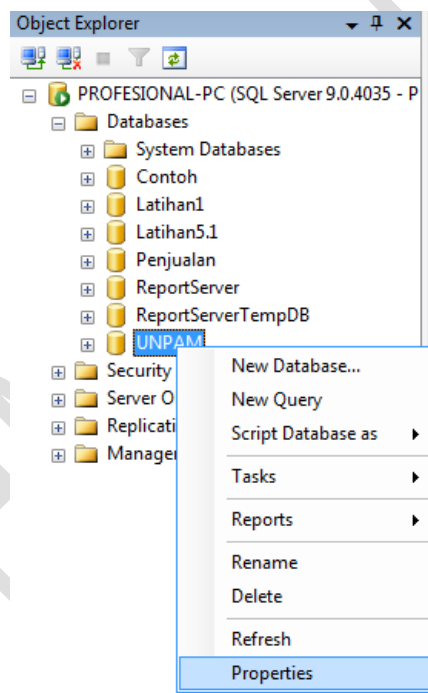 Object Explorer
PROFESIONAL-PC (SQL Server 9.0.4035 - P
Databases
System Databases
Contoh
Latihan1
Latihan5.1
Penjualan
ReportServer
ReportServerTempDB
UNPAM
Security
Server O
Replicati
Manage
New Database...
New Query
Script Database as
Tasks
Reports
Rename
Delete
Refresh
Properties